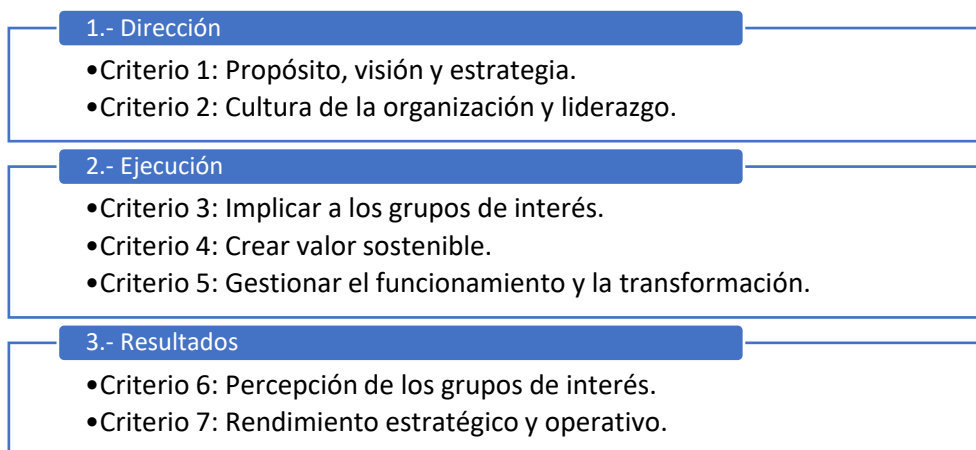 1.- Dirección
•Criterio 1: Propósito, visión y estrategia.
•Criterio 2: Cultura de la organización y liderazgo.
2.- Ejecución
•Criterio 3: Implicar a los grupos de interés.
•Criterio 4: Crear valor sostenible.
•Criterio 5: Gestionar el funcionamiento y la transformación.
3.- Resultados
•Criterio 6: Percepción de los grupos de interés.
•Criterio 7: Rendimiento estratégico y operativo.